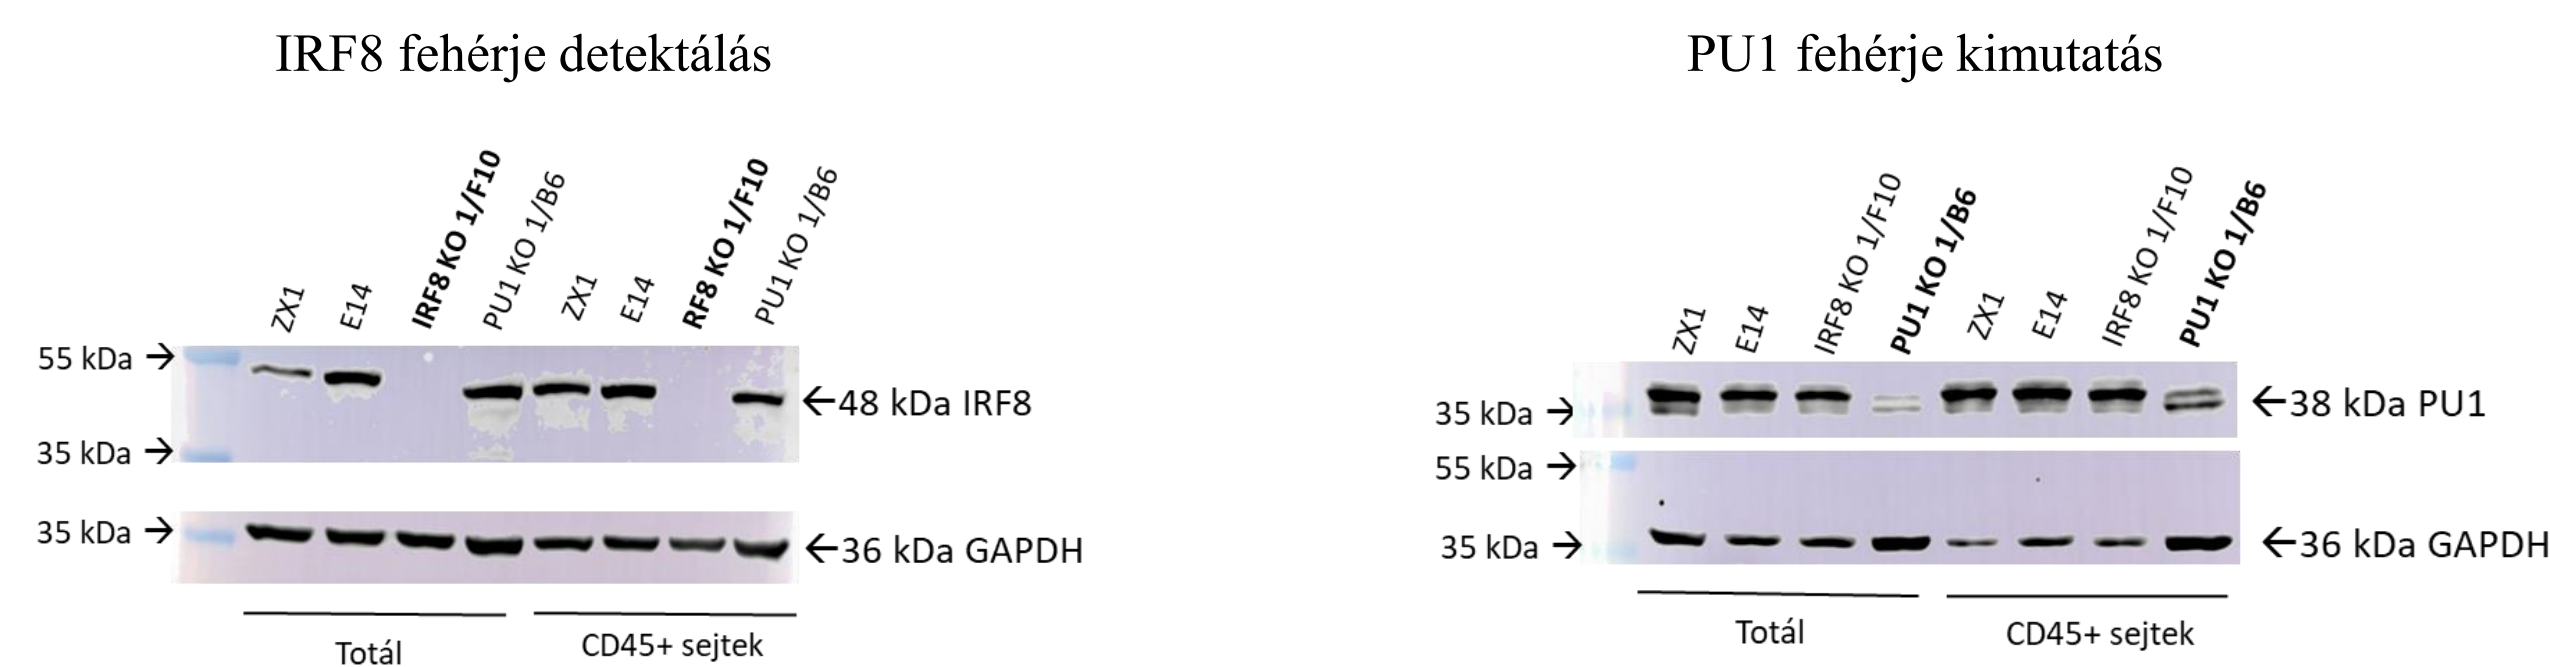 IRF8 fehérje detektálás
ZX1
E14
IRF8 KO 1/F10
PU1 KO 1/B6
ZX1
E14
RF8 KO 1/F10
PU1 KO 1/B6
55 kDa →
←48 kDa IRF8
35 kDa →
35 kDa →
←36 kDa GAPDH
Totál
CD45+ sejtek
PU1 fehérje kimutatás
ZX1
E14
IRF8 KO 1/F10
PU1 KO 1/B6
ZX1
E14
IRF8 KO 1/F10
PU1 KO 1/B6
35 kDa →
←38 kDa PU1
55 kDa →
35 kDa →
←36 kDa GAPDH
Totál
CD45+ sejtek